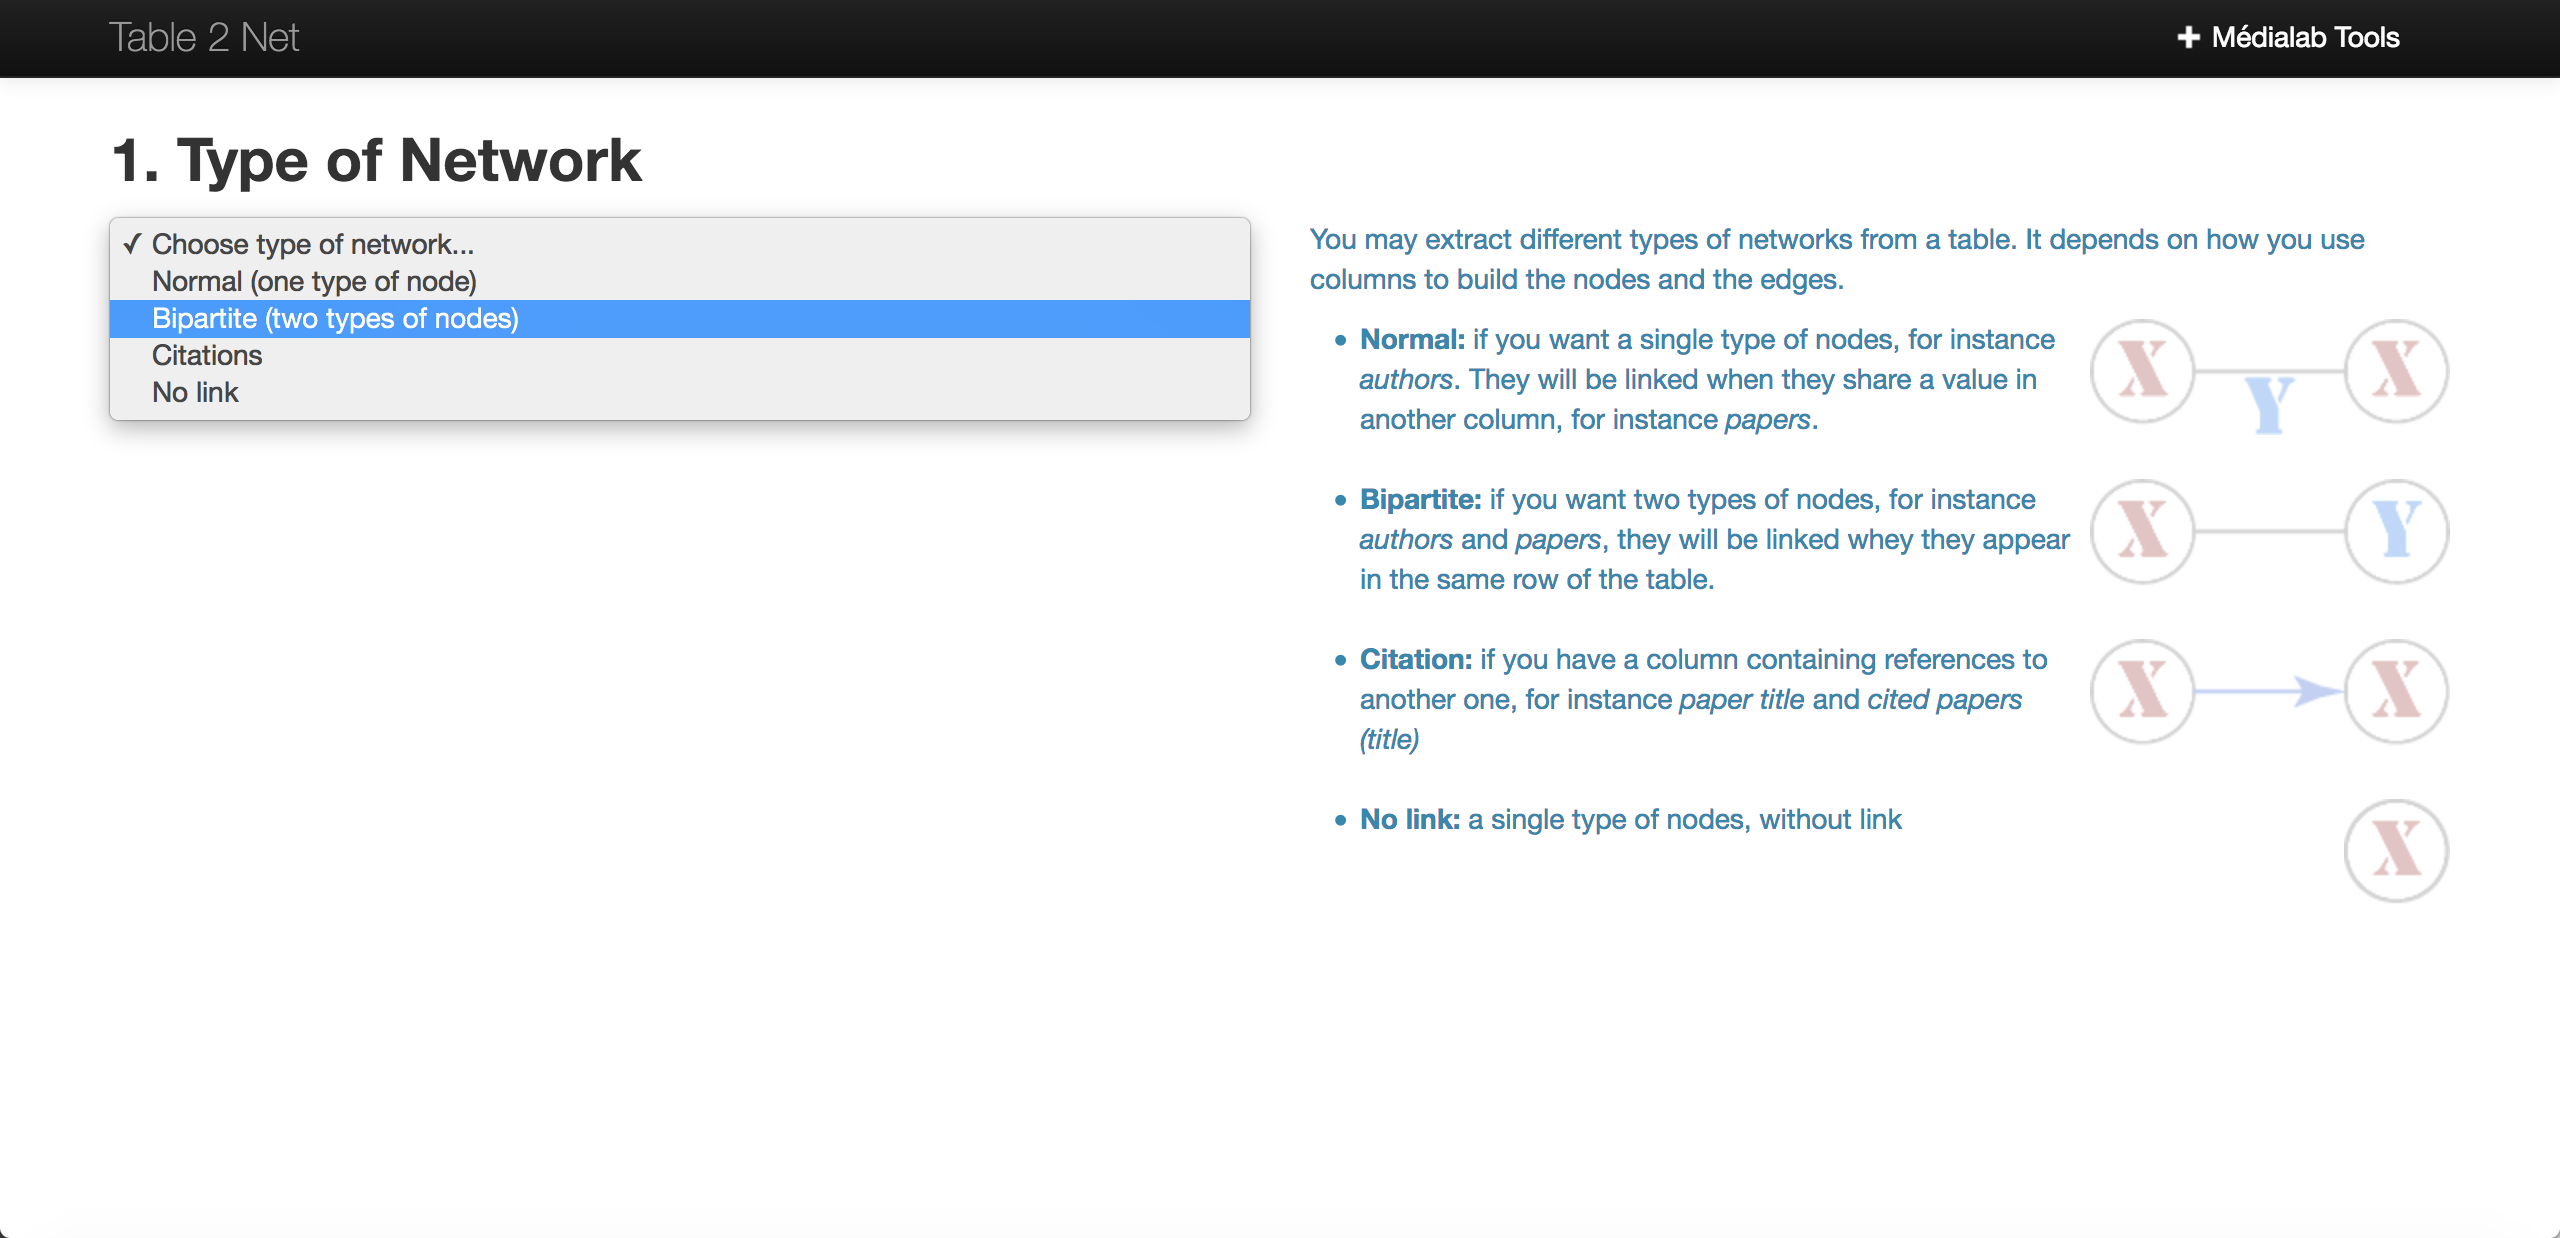 Table 2 Net
Médialab Tools
1. Type of Network
✓ Choose type of network...
Normal (one type of node)
Bipartite (two types of nodes)
Citations
No link
You may extract different types of networks from a table. It depends on how you use
columns to build the nodes and the edges.
• Normal: if you want a single type of nodes, for instance
authors. They will be linked when they share a value in
another column, for instance papers.
X Y X
• Bipartite: if you want two types of nodes, for instance
authors and papers, they will be linked whey they appear
in the same row of the table.
X Y
• Citation: if you have a column containing references to
another one, for instance paper title and cited papers
(title)
X X
• No link: a single type of nodes, without link
X